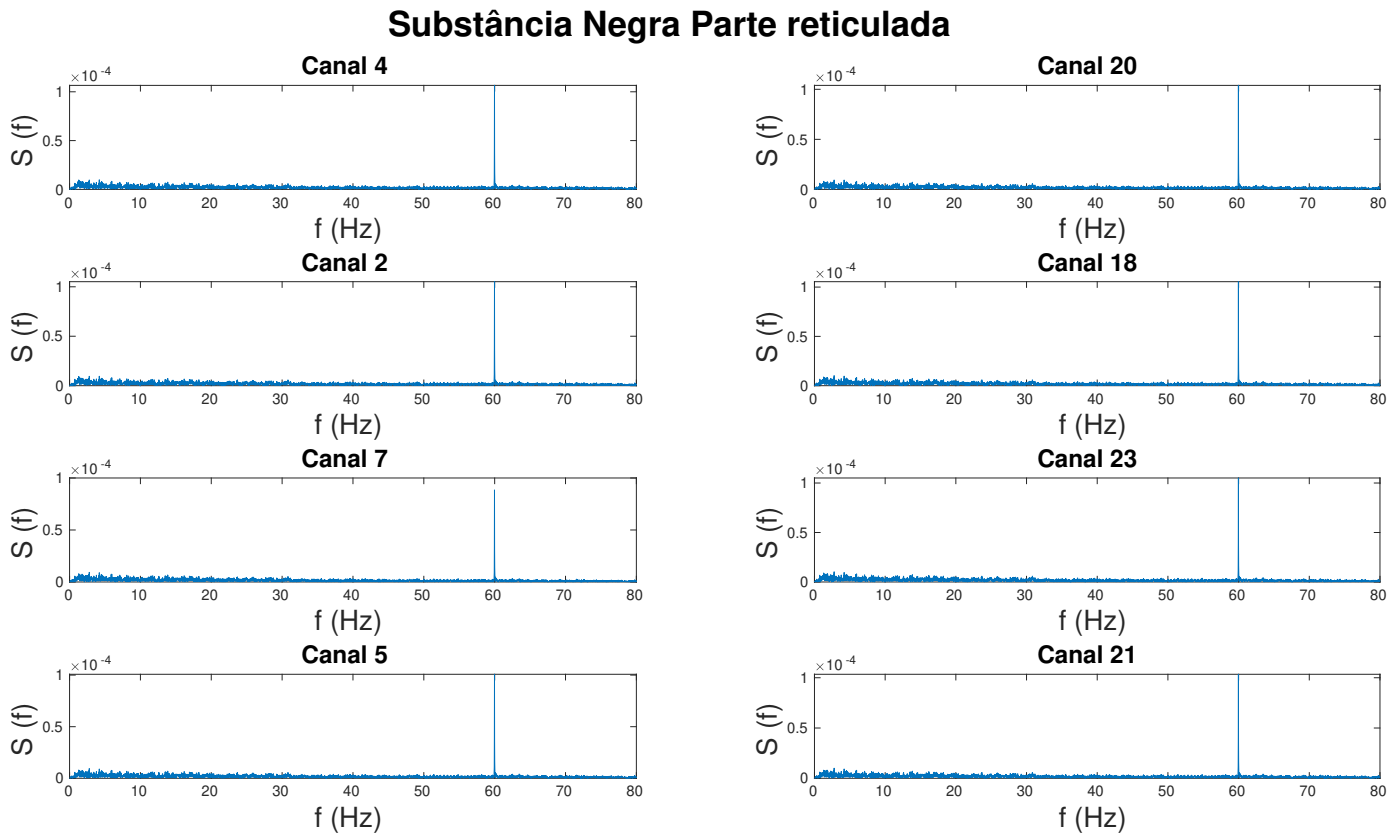 Substância Negra Parte reticulada
Canal 4
×10-4
S (f)
1
0.5
0
0 10 20 30 40 50 60 70 80
f (Hz)
Canal 20
×10-4
S (f)
1
0.5
0
0 10 20 30 40 50 60 70 80
f (Hz)
Canal 2
×10-4
S (f)
1
0.5
0
0 10 20 30 40 50 60 70 80
f (Hz)
Canal 18
×10-4
S (f)
1
0.5
0
0 10 20 30 40 50 60 70 80
f (Hz)
Canal 7
×10-4
S (f)
1
0.5
0
0 10 20 30 40 50 60 70 80
f (Hz)
Canal 23
×10-4
S (f)
1
0.5
0
0 10 20 30 40 50 60 70 80
f (Hz)
Canal 5
×10-4
S (f)
1
0.5
0
0 10 20 30 40 50 60 70 80
f (Hz)
Canal 21
×10-4
S (f)
1
0.5
0
0 10 20 30 40 50 60 70 80
f (Hz)